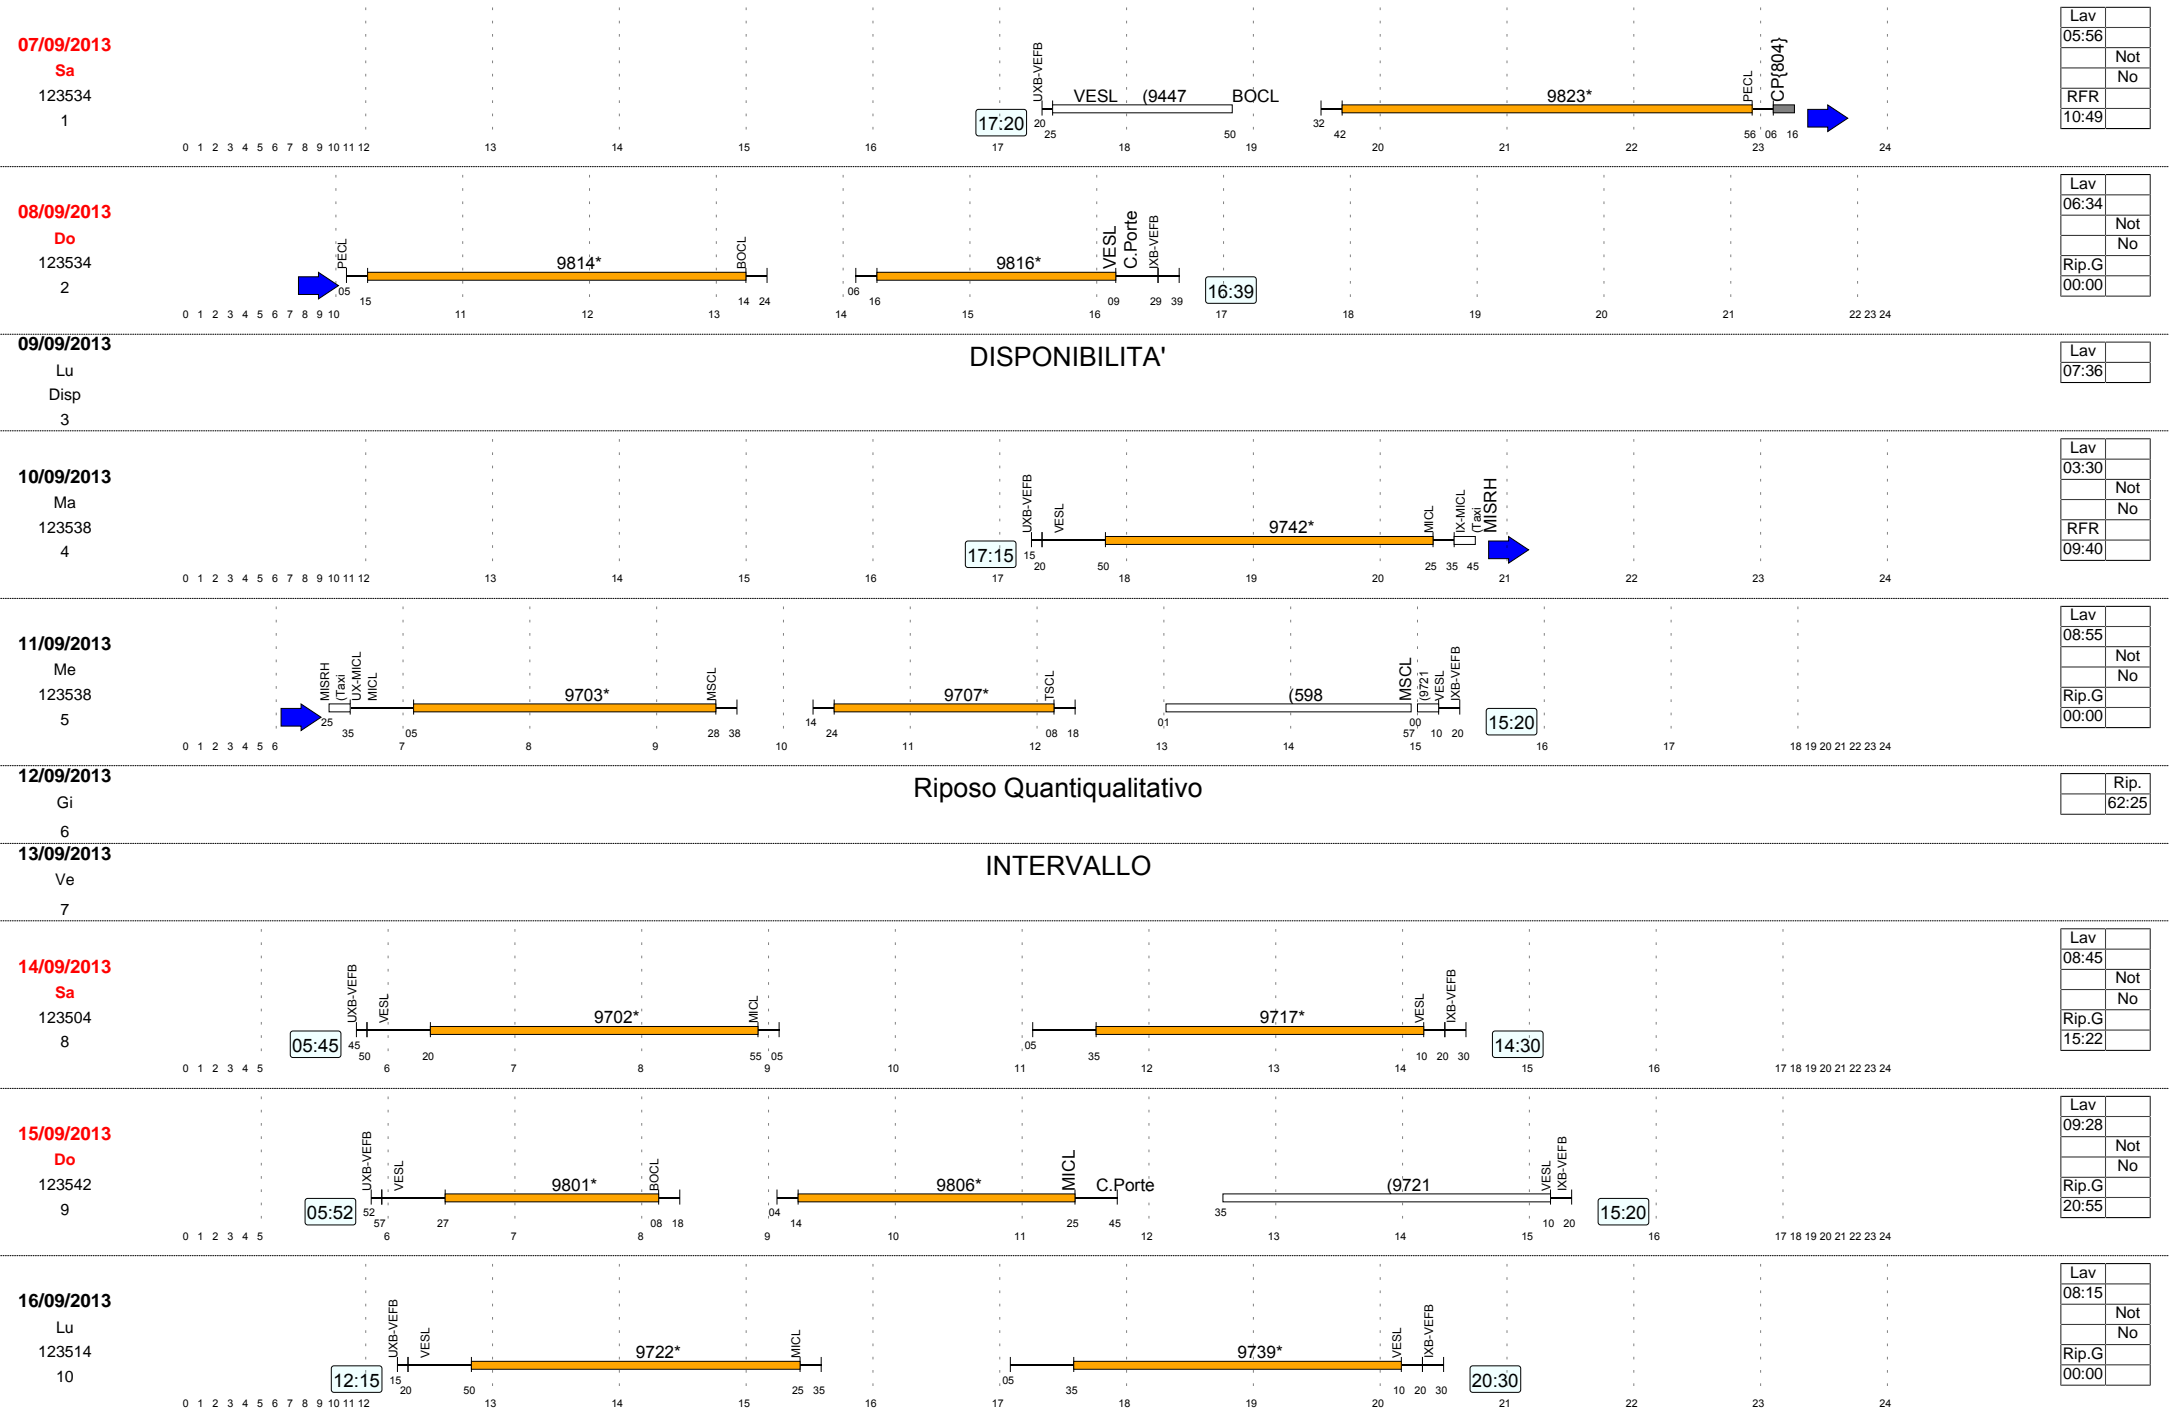 07/09/2013
Sa
123534
1
17:20
UXB-VEFB
VESL (9447 BOCL
9823*
PECL
CP{804}
20 25 50 32 42 56 06 16
0 1 2 3 4 5 6 7 8 9 10 11 12 13 14 15 16 17 18 19 20 21 22 23 24
Lav
05:56
Not
No
RFR
10:49
08/09/2013
Do
123534
2
PECL
9814*
BOCL
9816*
VESL
C.Porte
IXB-VEFB
16:39
05 15 14 24 06 16 09 29 39
0 1 2 3 4 5 6 7 8 9 10 11 12 13 14 15 16 17 18 19 20 21 22 23 24
Lav
06:34
Not
No
Rip.G
00:00
09/09/2013
Lu
Disp
3
DISPONIBILITA'
Lav
07:36
10/09/2013
Ma
123538
4
17:15
UXB-VEFB
VESL
9742*
MICL
IX-MICL
(Taxi
MISRH
15 20 50 25 35 45
0 1 2 3 4 5 6 7 8 9 10 11 12 13 14 15 16 17 18 19 20 21 22 23 24
Lav
03:30
Not
No
RFR
09:40
11/09/2013
Me
123538
5
MISRH
(Taxi
UX-MICL
MICL
9703*
MSCL
9707*
TSCL
(598
MSCL
(9721
VESL
IXB-VEFB
15:20
25 35 05 28 38 14 24 08 18 01 57 00 10 20
0 1 2 3 4 5 6 7 8 9 10 11 12 13 14 15 16 17 18 19 20 21 22 23 24
Lav
08:55
Not
No
Rip.G
00:00
12/09/2013
Gi
6
Riposo Quantiqualitativo
Rip.
62:25
13/09/2013
Ve
7
INTERVALLO
14/09/2013
Sa
123504
8
05:45
UXB-VEFB
VESL
9702*
MICL
9717*
VESL
IXB-VEFB
14:30
45 50 20 55 05 05 35 10 20 30
0 1 2 3 4 5 6 7 8 9 10 11 12 13 14 15 16 17 18 19 20 21 22 23 24
Lav
08:45
Not
No
Rip.G
15:22
15/09/2013
Do
123542
9
05:52
UXB-VEFB
VESL
9801*
BOCL
9806*
MICL
C.Porte
(9721
VESL
IXB-VEFB
15:20
52 57 27 08 18 04 14 25 45 35 10 20
0 1 2 3 4 5 6 7 8 9 10 11 12 13 14 15 16 17 18 19 20 21 22 23 24
Lav
09:28
Not
No
Rip.G
20:55
16/09/2013
Lu
123514
10
12:15
UXB-VEFB
VESL
9722*
MICL
9739*
VESL
IXB-VEFB
20:30
15 20 50 25 35 05 35 10 20 30
0 1 2 3 4 5 6 7 8 9 10 11 12 13 14 15 16 17 18 19 20 21 22 23 24
Lav
08:15
Not
No
Rip.G
00:00